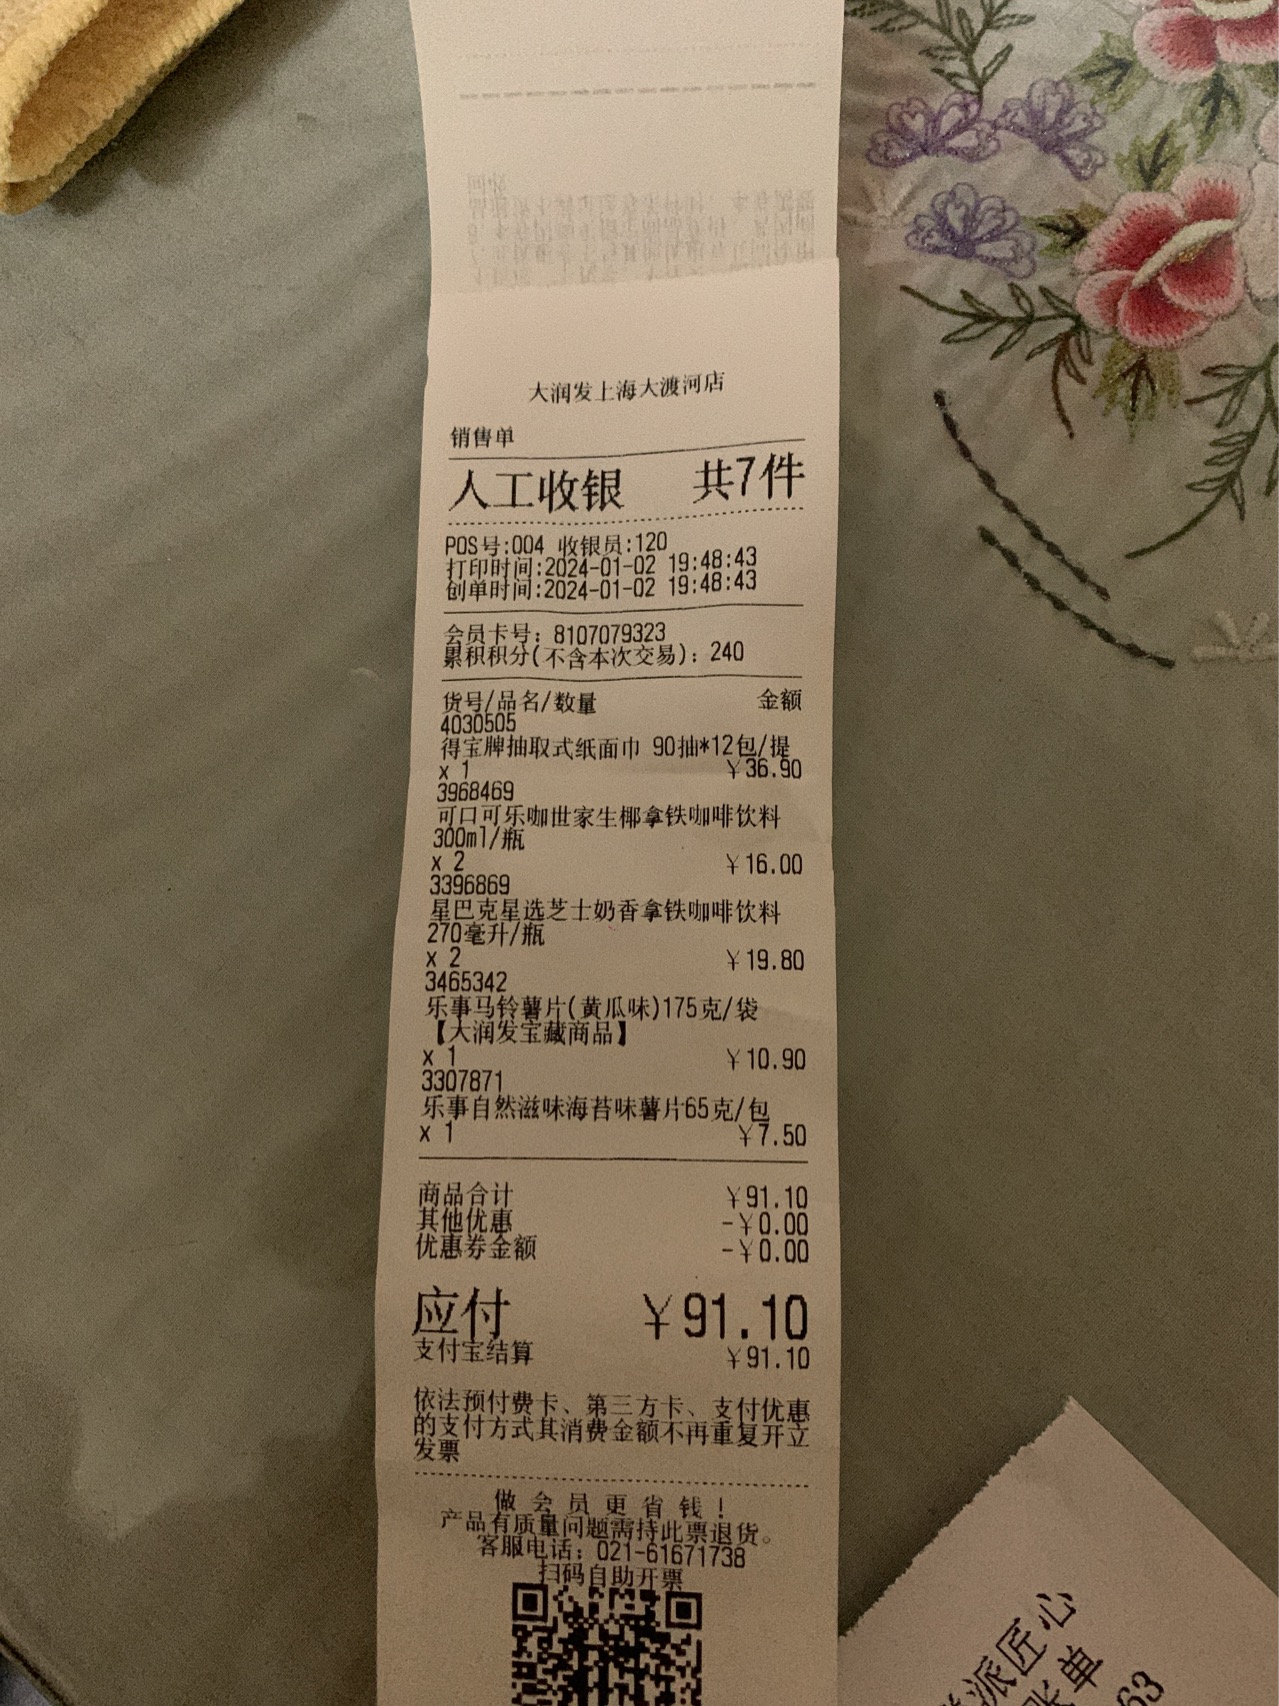 大润发上海大渡河店
销售单
人工收银 共7件
POS号:004 收银员:120
打印时间:2024-01-02 19:48:43
创单时间:2024-01-02 19:48:43
会员卡号: 8107079323
累积积分(不含本次交易): 240
货号/品名/数量 金额
4030505
得宝牌抽取式纸面巾 90抽*12包/提
x 1 ￥36.90
3968469
可口可乐咖世家生椰拿铁咖啡饮料
300ml/瓶
x 2 ￥16.00
3396869
星巴克星选芝士奶香拿铁咖啡饮料
270毫升/瓶
x 2 ￥19.80
3465342
乐事马铃薯片(黄瓜味)175克/袋
【大润发宝藏商品】
x 1 ￥10.90
3307871
乐事自然滋味海苔味薯片65克/包
x 1 ￥7.50
商品合计 ￥91.10
其他优惠 -￥0.00
优惠券金额 -￥0.00
应付 ￥91.10
支付宝结算 ￥91.10
依法预付费卡、第三方卡、支付优惠
的支付方式其消费金额不再重复开立
发票
做会员更省钱!
产品有质量问题需持此票退货。
客服电话: 021-61671738
扫码自助开票
派匠心
账单
63